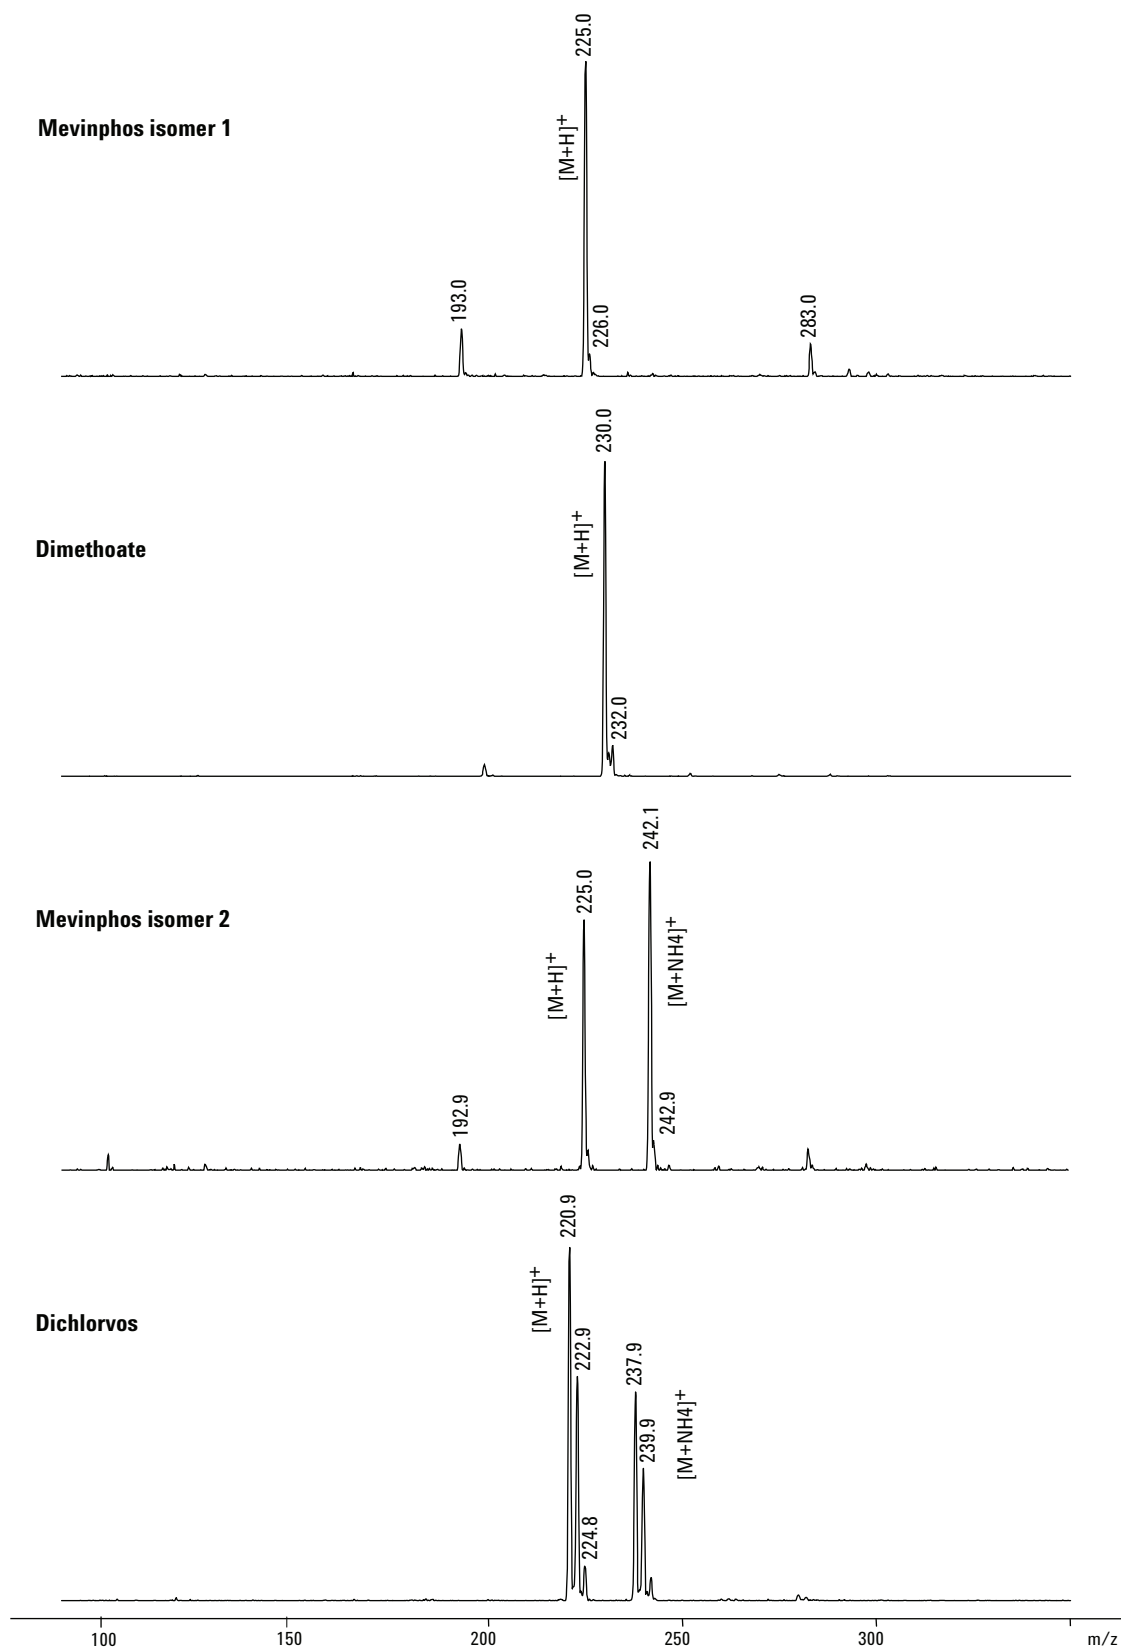 225.0
Mevinphos isomer 1
[M+H]+
193.0
226.0
283.0
230.0
Dimethoate
[M+H]+
232.0
242.1
225.0
Mevinphos isomer 2
[M+H]+
[M+NH4]+
192.9
242.9
220.9
[M+H]+
Dichlorvos
222.9
237.9
239.9
[M+NH4]+
224.8
100 150 200 250 300 m/z